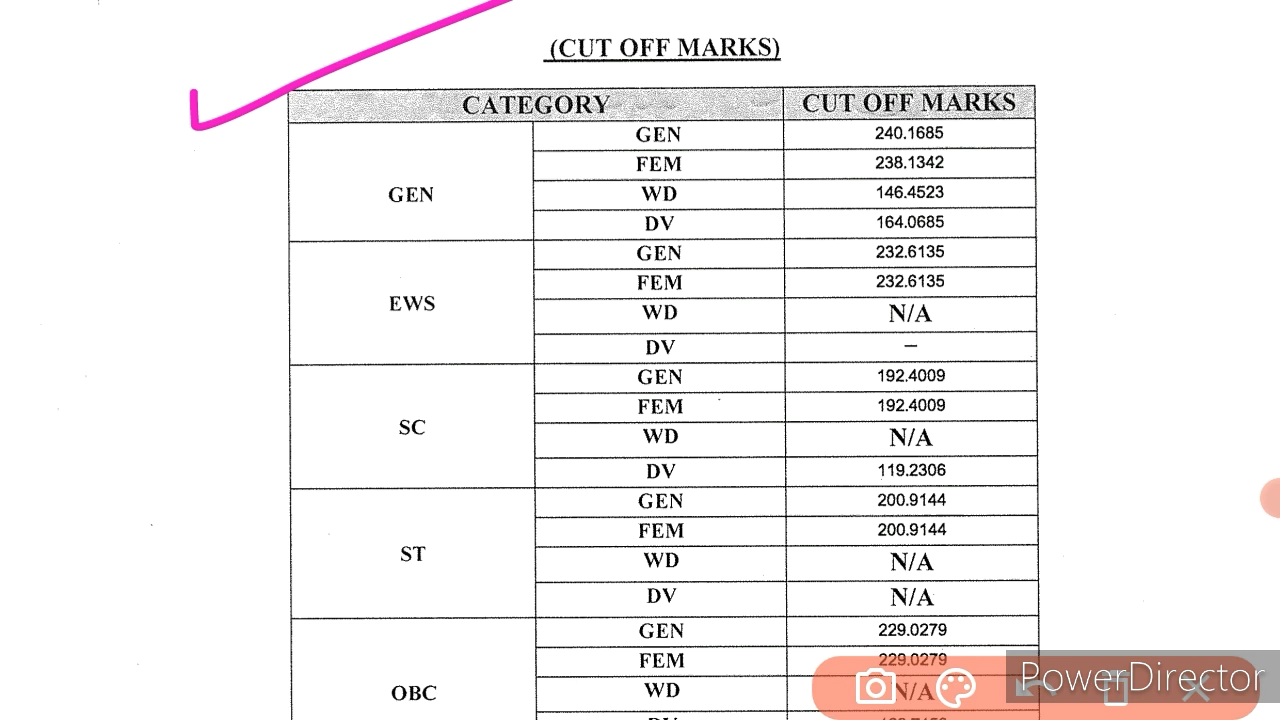 (CUT OFF MARKS)
CATEGORY CUT OFF MARKS
GEN GEN 240.1685
FEM 238.1342
WD 146.4523
DV 164.0685
EWS GEN 232.6135
FEM 232.6135
WD N/A
DV –
SC GEN 192.4009
FEM 192.4009
WD N/A
DV 119.2306
ST GEN 200.9144
FEM 200.9144
WD N/A
DV N/A
OBC GEN 229.0279
FEM 229.0279
WD N/A
DV
PowerDirector